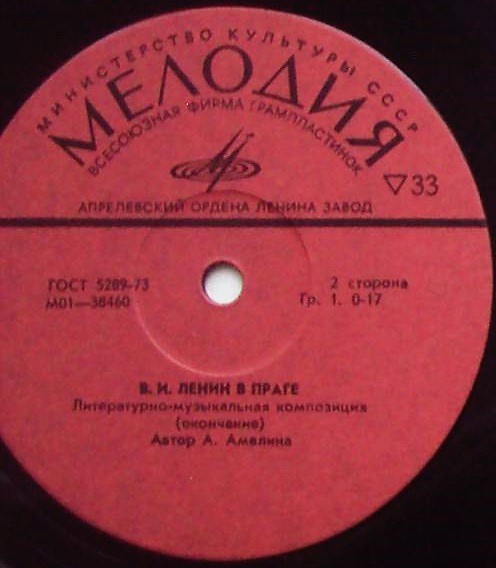 МИНИСТЕРСТВО КУЛЬТУРЫ СССР
МЕЛОДИЯ
ВСЕСОЮЗНАЯ ФИРМА ГРАМПЛАСТИНОК
▽33
АПРЕЛЕВСКИЙ ОРДЕНА ЛЕНИНА ЗАВОД
ГОСТ 5289-73
2 сторона
М01—38460
Гр. 1. 0-17
В. И. ЛЕНИН В ПРАГЕ
Литературно-музыкальная композиция
(окончание)
Автор А. Амелина